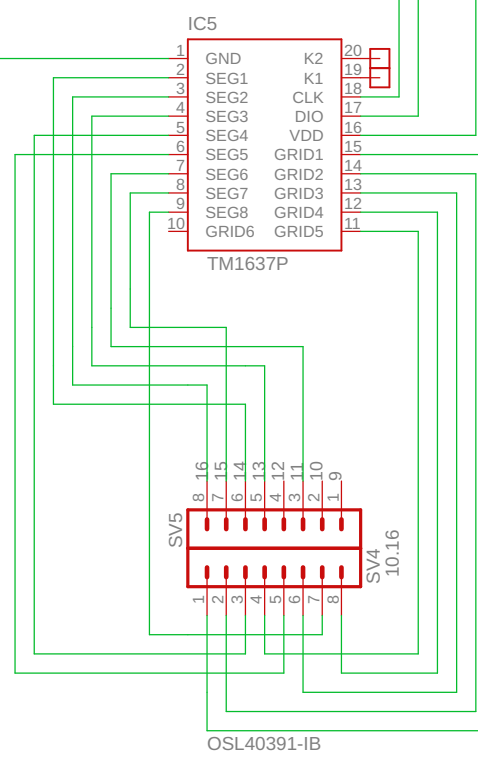 IC5
1 GND K2 20
2 SEG1 K1 19
3 SEG2 CLK 18
4 SEG3 DIO 17
5 SEG4 VDD 16
6 SEG5 GRID1 15
7 SEG6 GRID2 14
8 SEG7 GRID3 13
9 SEG8 GRID4 12
10 GRID6 GRID5 11
TM1637P
16 15 14 13 12 11 10 9
8 7 6 5 4 3 2 1
SV5
SV4
10.16
1 2 3 4 5 6 7 8
OSL40391-IB